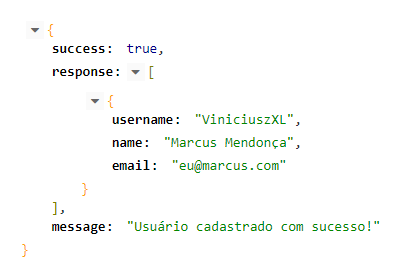 {
success: true,
response: [
{
username: "ViniciuszXL",
name: "Marcus Mendonça",
email: "eu@marcus.com"
}
],
message: "Usuário cadastrado com sucesso!"
}